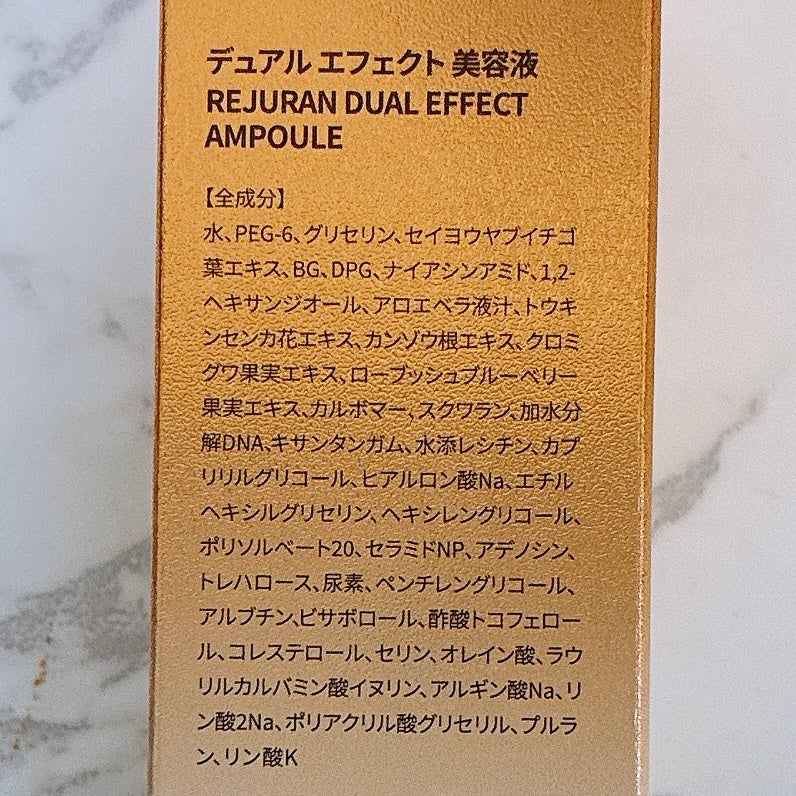 デュアル エフェクト 美容液
REJURAN DUAL EFFECT
AMPOULE
【全成分】
水、PEG-6、グリセリン、セイヨウヤブイチゴ
葉エキス、BG、DPG、ナイアシンアミド、1,2-
ヘキサンジオール、アロエベラ液汁、トウキ
ンセンカ花エキス、カンゾウ根エキス、クロミ
グワ果実エキス、ローブッシュブルーベリー
果実エキス、カルボマー、スクワラン、加水分
解DNA、キサンタンガム、水添レシチン、カプ
リリルグリコール、ヒアルロン酸Na、エチル
ヘキシルグリセリン、ヘキシレングリコール、
ポリソルベート20、セラミドNP、アデノシン、
トレハロース、尿素、ペンチレングリコール、
アルブチン、ビサボロール、酢酸トコフェロー
ル、コレステロール、セリン、オレイン酸、ラウ
リルカルバミン酸イヌリン、アルギン酸Na、リ
ン酸2Na、ポリアクリル酸グリセリル、プルラ
ン、リン酸K